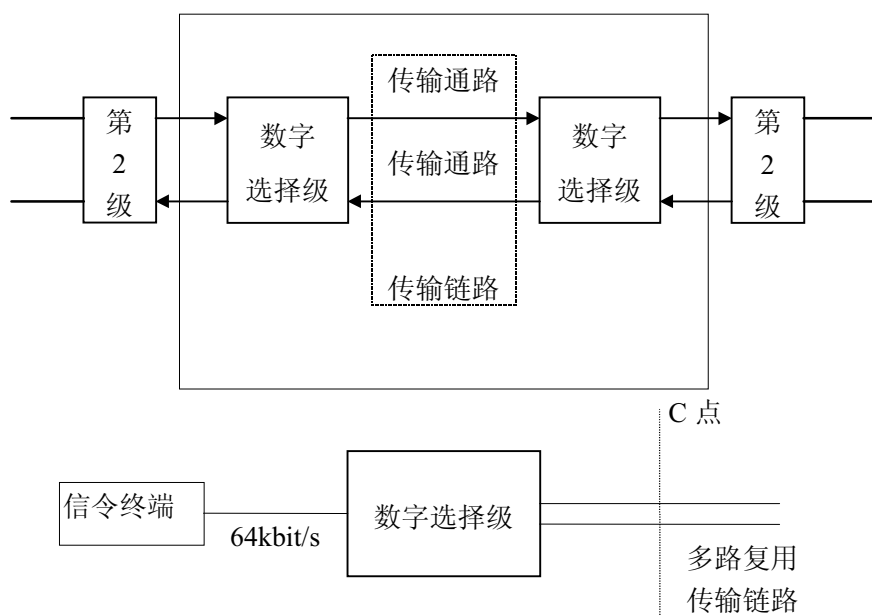 传输通路
第
2
级
数字
选择级
传输通路
数字
选择级
第
2
级
传输链路
C 点
信令终端
64kbit/s
数字选择级
多路复用
传输链路